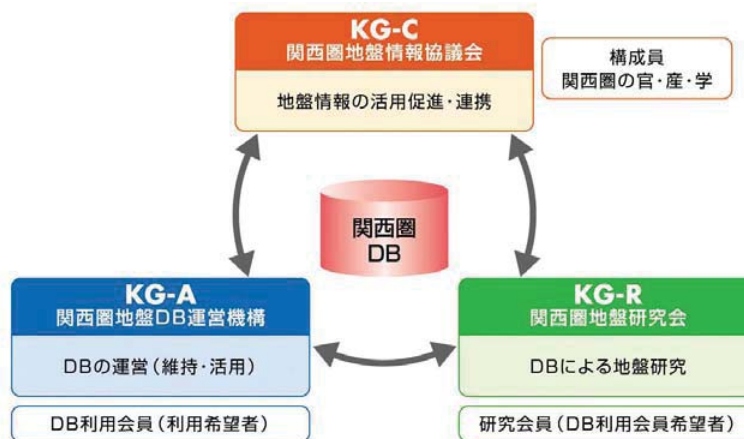 KG-C
関西圏地盤情報協議会
地盤情報の活用促進・連携
構成員
関西圏の官・産・学
関西圏
DB
KG-A
関西圏地盤DB運営機構
DBの運営(維持・活用)
DB利用会員(利用希望者)
KG-R
関西圏地盤研究会
DBによる地盤研究
研究会員(DB利用会員希望者)